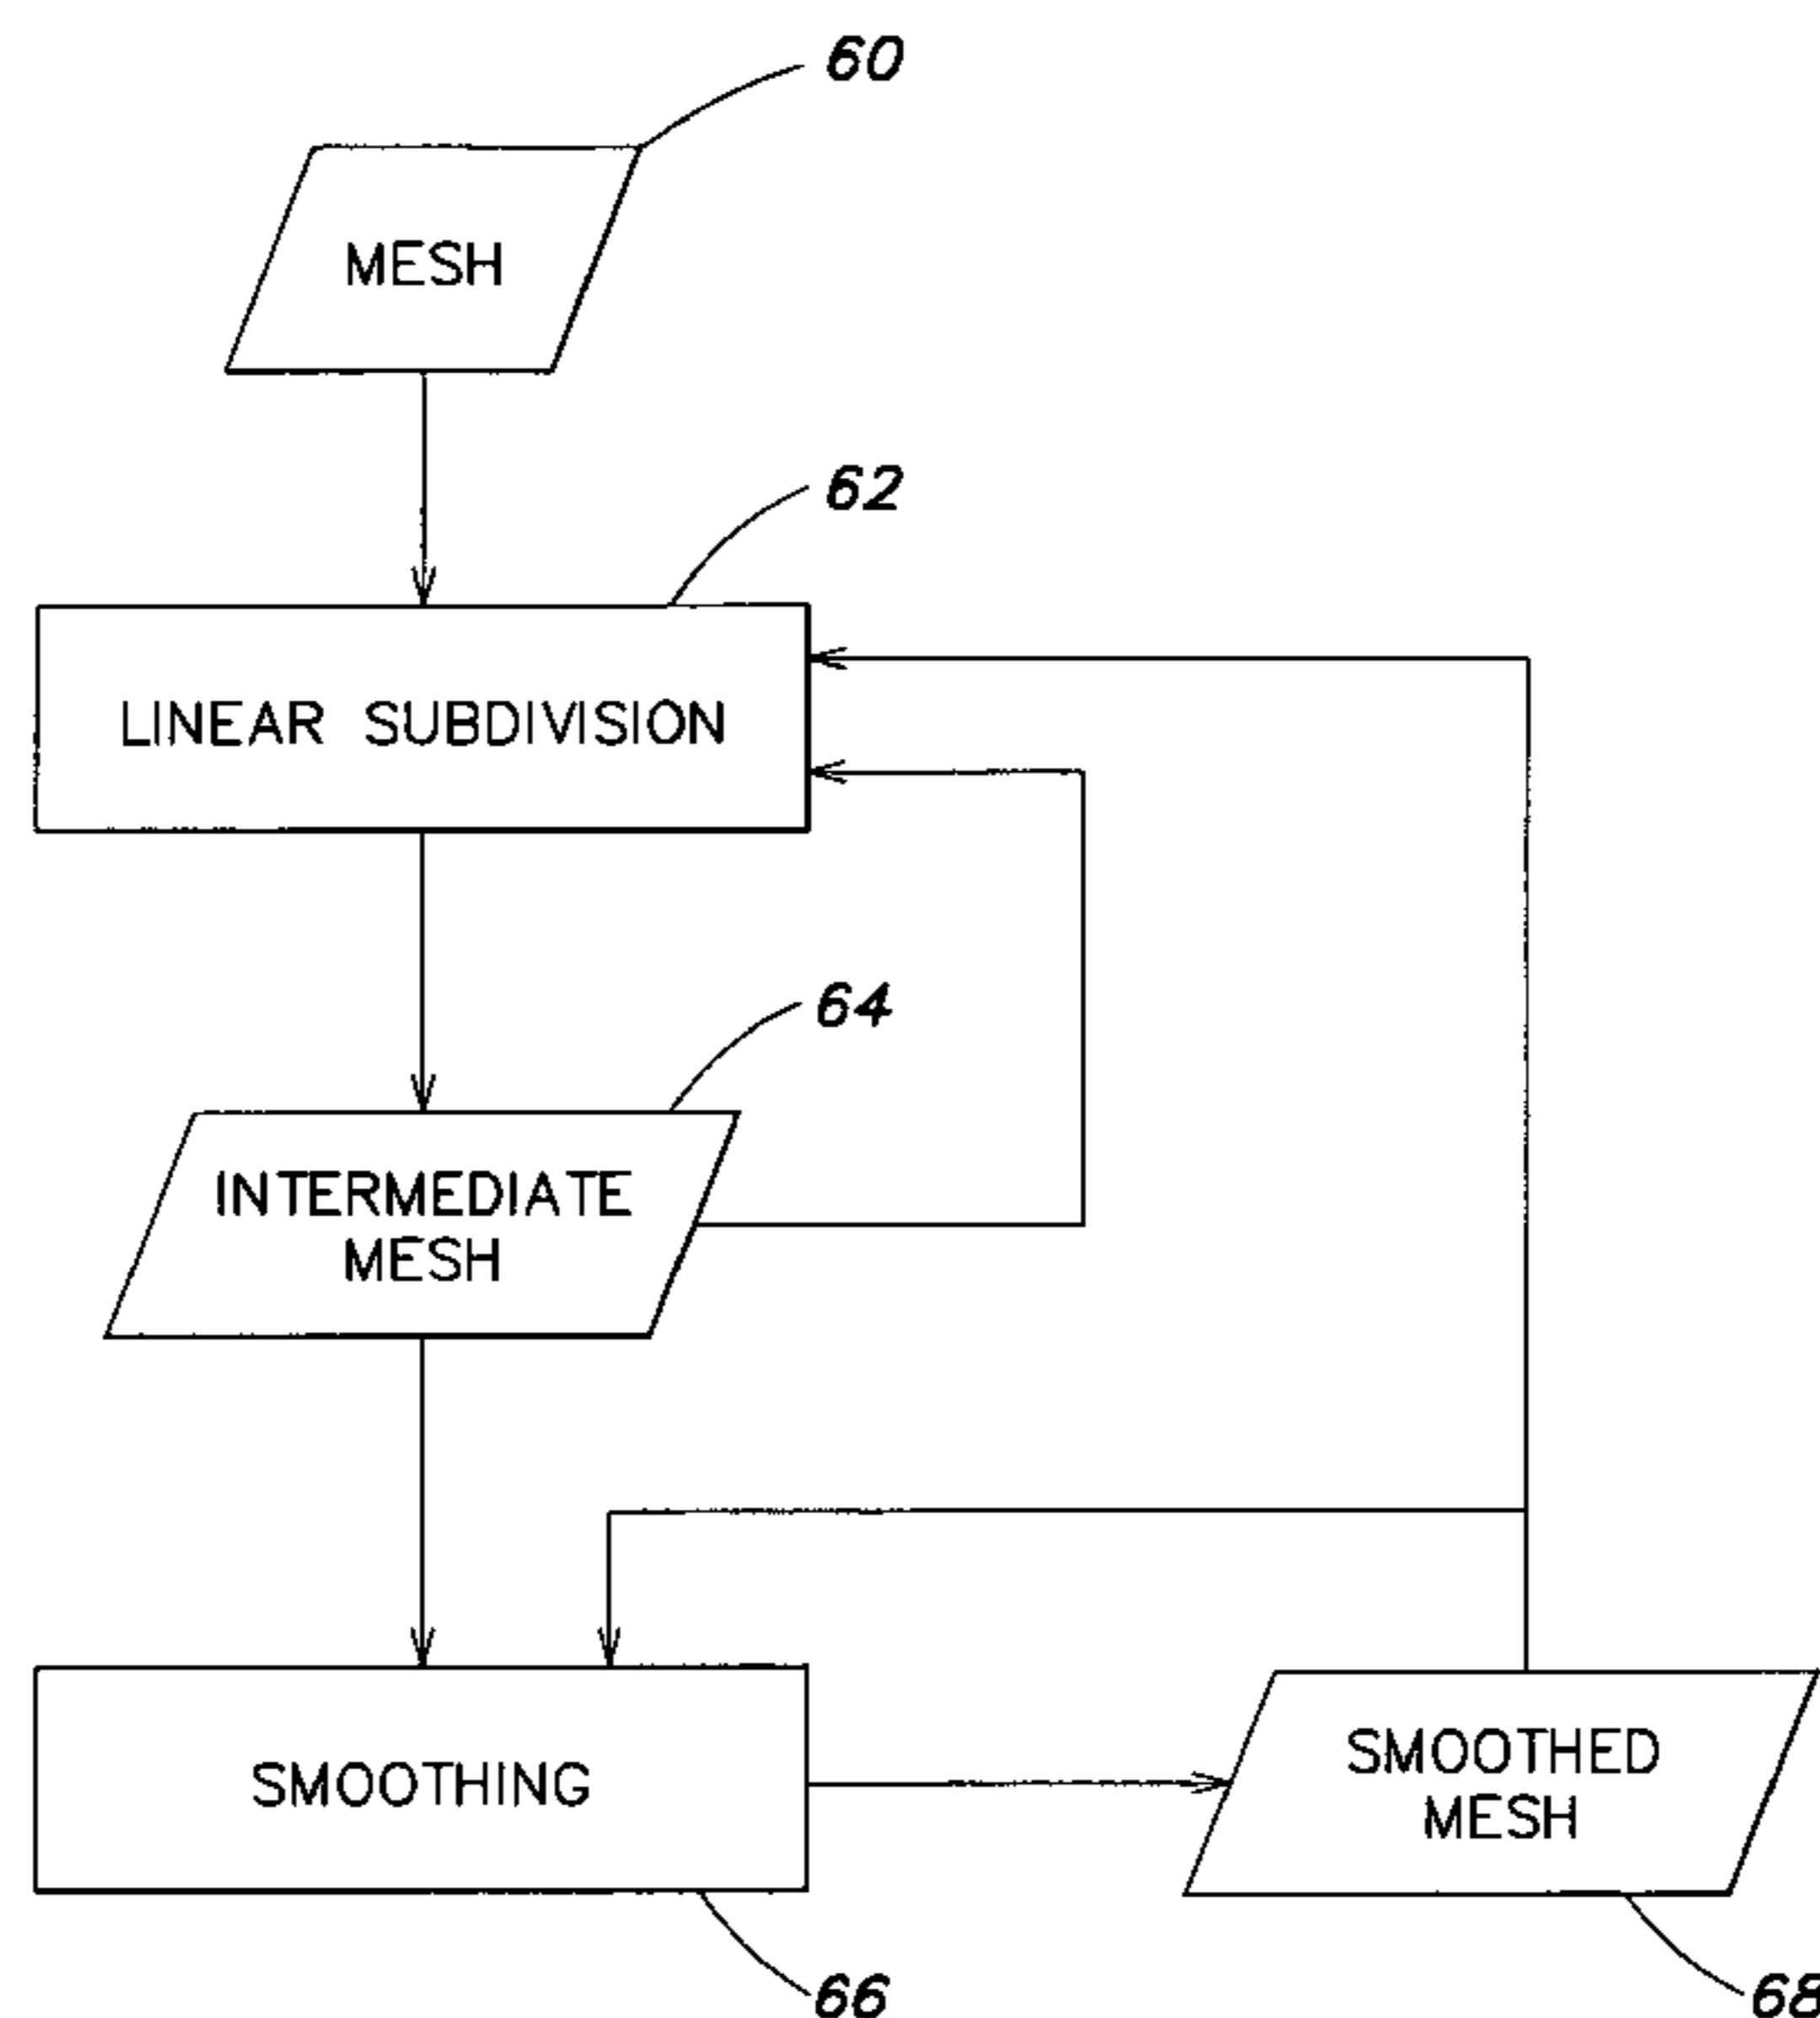 60
MESH
62
LINEAR SUBDIVISION
64
INTERMEDIATE
MESH
SMOOTHING
SMOOTHED
MESH
66
68